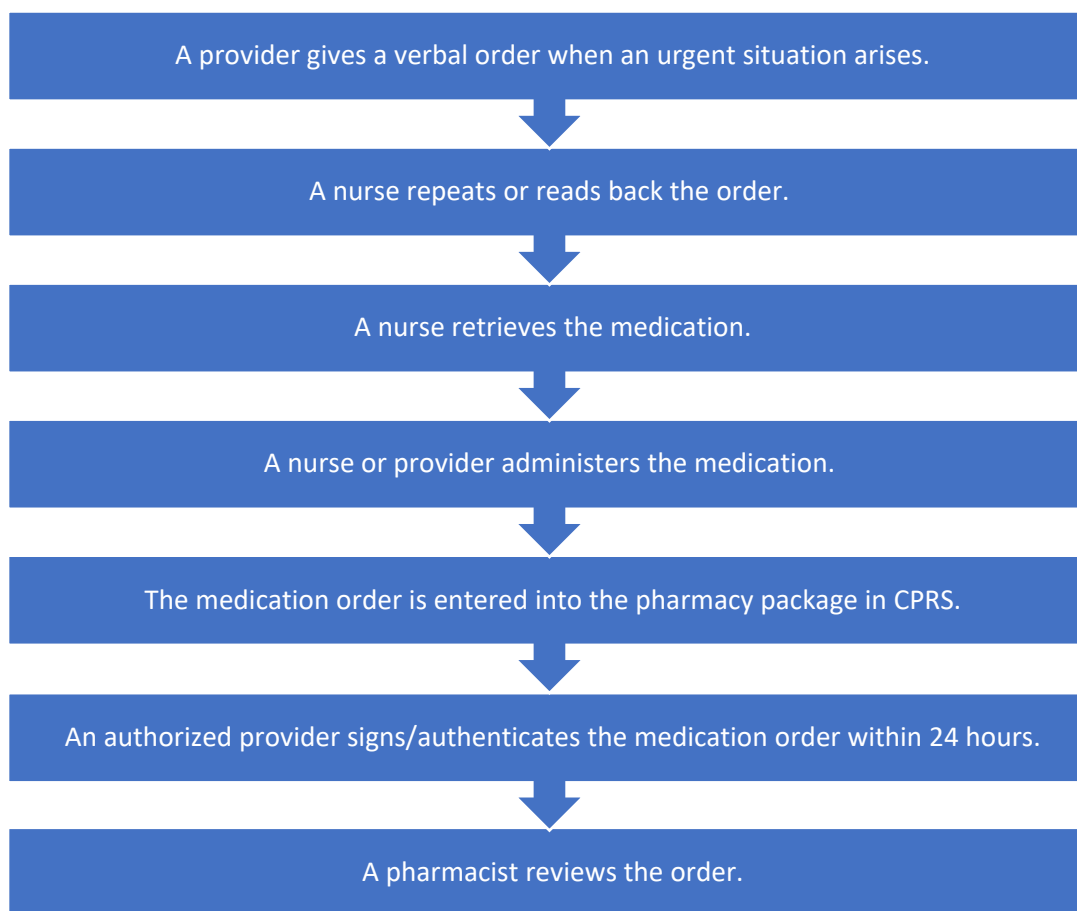 A provider gives a verbal order when an urgent situation arises.
A nurse repeats or reads back the order.
A nurse retrieves the medication.
A nurse or provider administers the medication.
The medication order is entered into the pharmacy package in CPRS.
An authorized provider signs/authenticates the medication order within 24 hours.
A pharmacist reviews the order.